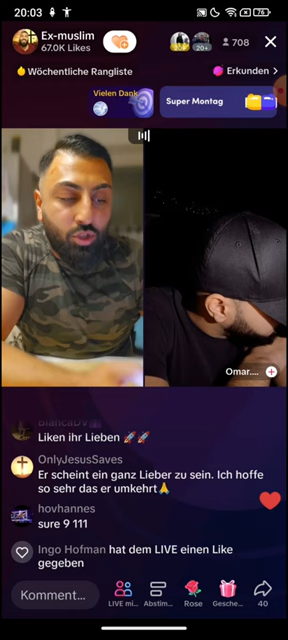 20:03
76
Ex-muslim
67.0K Likes
20+
708
Wöchentliche Rangliste
Erkunden >
Vielen Dank
Super Montag
Omar....
BiancaDV
Liken ihr Lieben 🚀🚀
OnlyJesusSaves
Er scheint ein ganz Lieber zu sein. Ich hoffe
so sehr das er umkehrt🙏
hovhannes
sure 9 111
Ingo Hofman hat dem LIVE einen Like
gegeben
Komment...
LIVE mi...
Abstim...
Rose
Gesche...
40